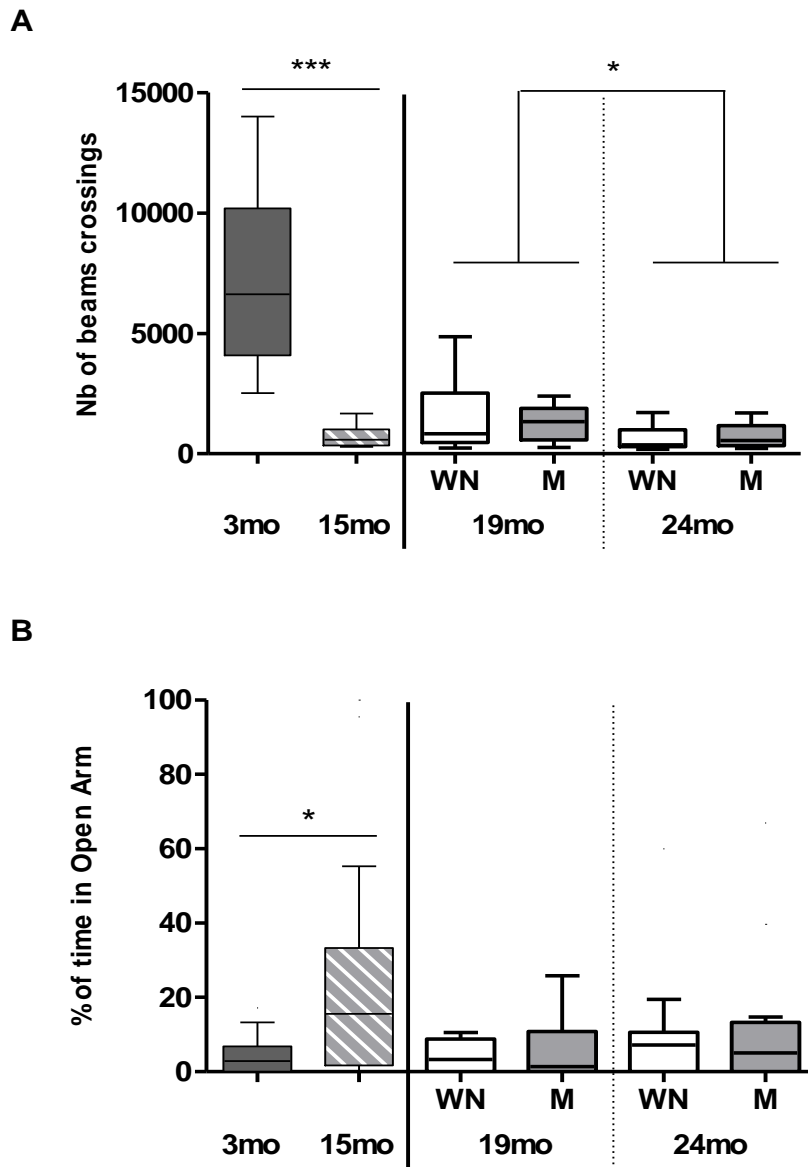 A
Nb of beams crossings
15000
10000
5000
0
***
*
WN M WN M
3mo 15mo 19mo 24mo
B
% of time in Open Arm
100
80
60
40
20
0
*
WN M WN M
3mo 15mo 19mo 24mo